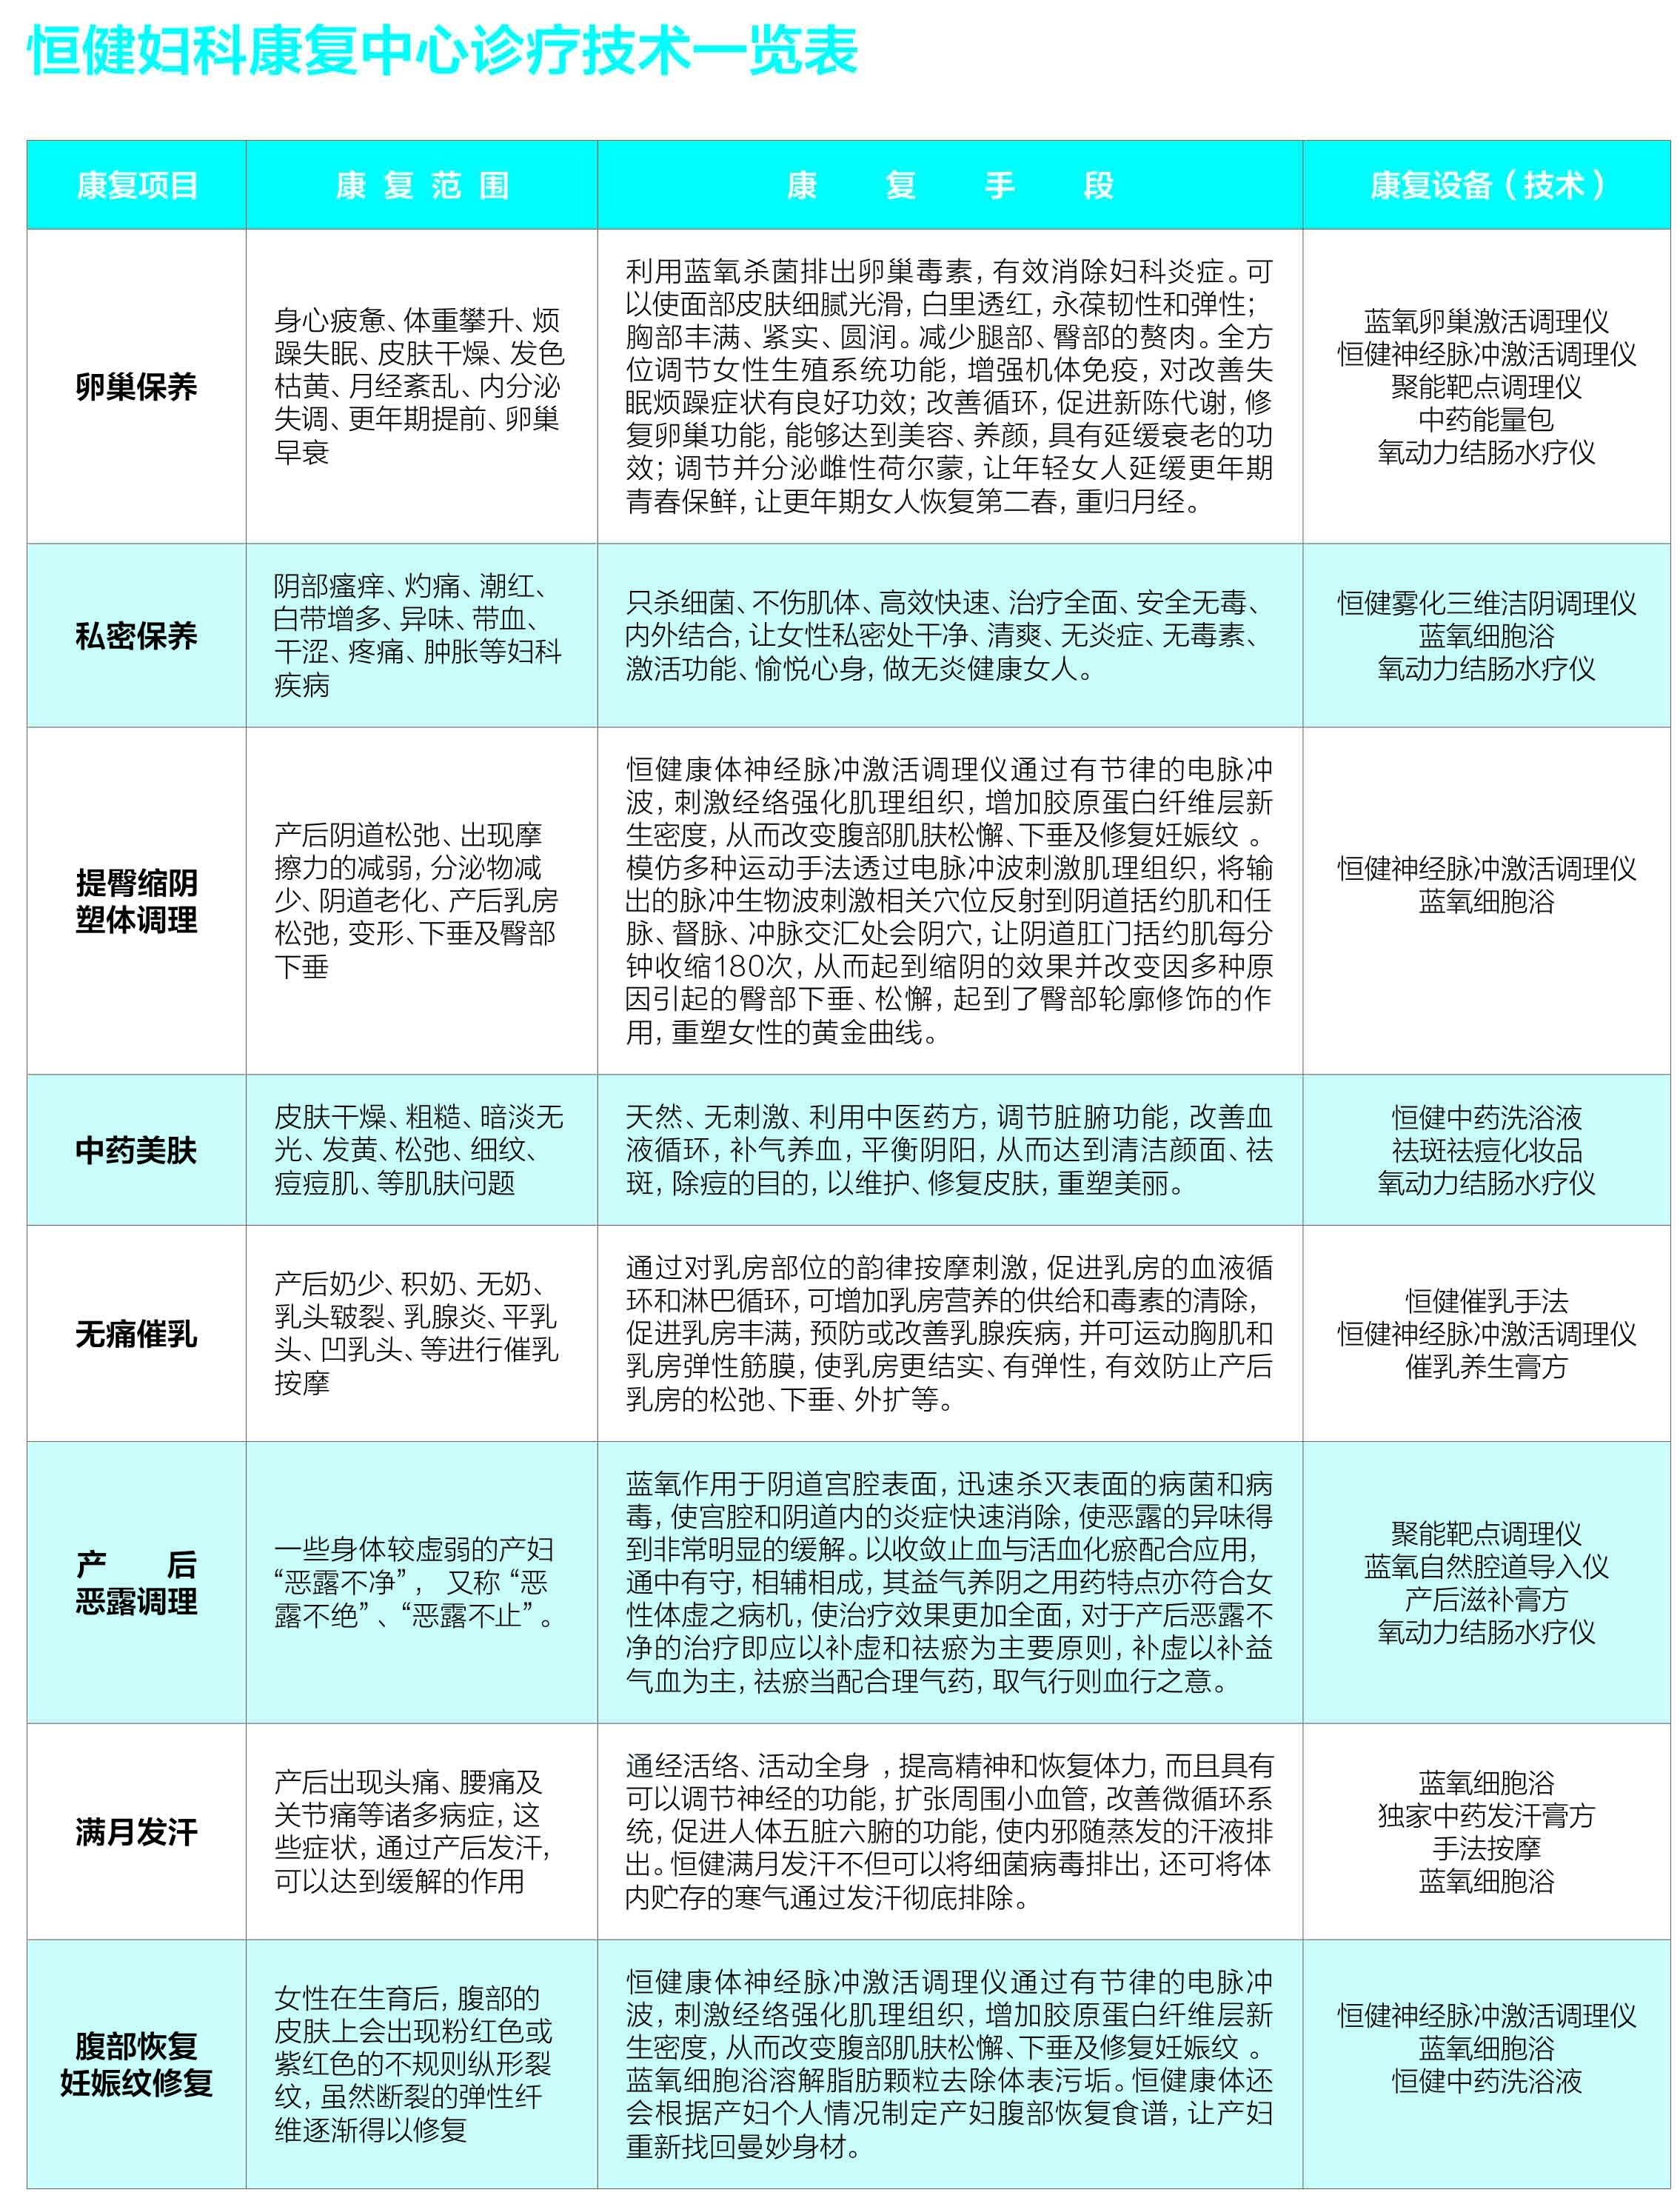 恒健妇科康复中心诊疗技术一览表
康复项目
康复范围
康复手段
康复设备（技术）
卵巢保养
身心疲惫、体重攀升、烦
躁失眠、皮肤干燥、发色
枯黄、月经紊乱、内分泌
失调、更年期提前、卵巢
早衰
利用蓝氧杀菌排出卵巢毒素，有效消除妇科炎症。可
以使面部皮肤细腻光滑，白里透红，永葆韧性和弹性；
胸部丰满、紧实、圆润。减少腿部、臀部的赘肉。全方
位调节女性生殖系统功能，增强机体免疫，对改善失
眠烦躁症状有良好功效；改善循环，促进新陈代谢，修
复卵巢功能，能够达到美容、养颜，具有延缓衰老的功
效；调节并分泌雌性荷尔蒙，让年轻女人延缓更年期
青春保鲜，让更年期女人恢复第二春，重归月经。
蓝氧卵巢激活调理仪
恒健神经脉冲激活调理仪
聚能靶点调理仪
中药能量包
氧动力结肠水疗仪
私密保养
阴部瘙痒、灼痛、潮红、
白带增多、异味、带血、
干涩、疼痛、肿胀等妇科
疾病
只杀细菌、不伤肌体、高效快速、治疗全面、安全无毒、
内外结合，让女性私密处干净、清爽、无炎症、无毒素、
激活功能、愉悦心身，做无炎健康女人。
恒健雾化三维洁阴调理仪
蓝氧细胞浴
氧动力结肠水疗仪
提臀缩阴
塑体调理
产后阴道松弛、出现摩
擦力的减弱，分泌物减
少、阴道老化、产后乳房
松弛，变形、下垂及臀部
下垂
恒健康体神经脉冲激活调理仪通过有节律的电脉冲
波，刺激经络强化肌理组织，增加胶原蛋白纤维层新
生密度，从而改变腹部肌肤松懈、下垂及修复妊娠纹 。
模仿多种运动手法透过电脉冲波刺激肌理组织，将输
出的脉冲生物波刺激相关穴位反射到阴道括约肌和任
脉、督脉、冲脉交汇处会阴穴，让阴道肛门括约肌每分
钟收缩180次，从而起到缩阴的效果并改变因多种原
因引起的臀部下垂、松懈，起到了臀部轮廓修饰的作
用，重塑女性的黄金曲线。
恒健神经脉冲激活调理仪
蓝氧细胞浴
中药美肤
皮肤干燥、粗糙、暗淡无
光、发黄、松弛、细纹、
痘痘肌、等肌肤问题
天然、无刺激、利用中医药方，调节脏腑功能，改善血
液循环，补气养血，平衡阴阳，从而达到清洁颜面、祛
斑，除痘的目的，以维护、修复皮肤，重塑美丽。
恒健中药洗浴液
祛斑祛痘化妆品
氧动力结肠水疗仪
无痛催乳
产后奶少、积奶、无奶、
乳头皲裂、乳腺炎、平乳
头、凹乳头、等进行催乳
按摩
通过对乳房部位的韵律按摩刺激，促进乳房的血液循
环和淋巴循环，可增加乳房营养的供给和毒素的清除，
促进乳房丰满，预防或改善乳腺疾病，并可运动胸肌和
乳房弹性筋膜，使乳房更结实、有弹性，有效防止产后
乳房的松弛、下垂、外扩等。
恒健催乳手法
恒健神经脉冲激活调理仪
催乳养生膏方
产后
恶露调理
一些身体较虚弱的产妇
“恶露不净”， 又称“恶
露不绝”、“恶露不止”。
蓝氧作用于阴道宫腔表面，迅速杀灭表面的病菌和病
毒，使宫腔和阴道内的炎症快速消除，使恶露的异味得
到非常明显的缓解。以收敛止血与活血化瘀配合应用，
通中有守，相辅相成，其益气养阴之用药特点亦符合女
性体虚之病机，使治疗效果更加全面，对于产后恶露不
净的治疗即应以补虚和祛瘀为主要原则，补虚以补益
气血为主，祛瘀当配合理气药，取气行则血行之意。
聚能靶点调理仪
蓝氧自然腔道导入仪
产后滋补膏方
氧动力结肠水疗仪
满月发汗
产后出现头痛、腰痛及
关节痛等诸多病症，这
些症状，通过产后发汗，
可以达到缓解的作用
通经活络、活动全身 ，提高精神和恢复体力，而且具有
可以调节神经的功能，扩张周围小血管，改善微循环系
统，促进人体五脏六腑的功能，使内邪随蒸发的汗液排
出。恒健满月发汗不但可以将细菌病毒排出，还可将体
内贮存的寒气通过发汗彻底排除。
蓝氧细胞浴
独家中药发汗膏方
手法按摩
蓝氧细胞浴
腹部恢复
妊娠纹修复
女性在生育后，腹部的
皮肤上会出现粉红色或
紫红色的不规则纵形裂
纹，虽然断裂的弹性纤
维逐渐得以修复
恒健康体神经脉冲激活调理仪通过有节律的电脉冲
波，刺激经络强化肌理组织，增加胶原蛋白纤维层新
生密度，从而改变腹部肌肤松懈、下垂及修复妊娠纹 。
蓝氧细胞浴溶解脂肪颗粒去除体表污垢。恒健康体还
会根据产妇个人情况制定产妇腹部恢复食谱，让产妇
重新找回曼妙身材。
恒健神经脉冲激活调理仪
蓝氧细胞浴
恒健中药洗浴液